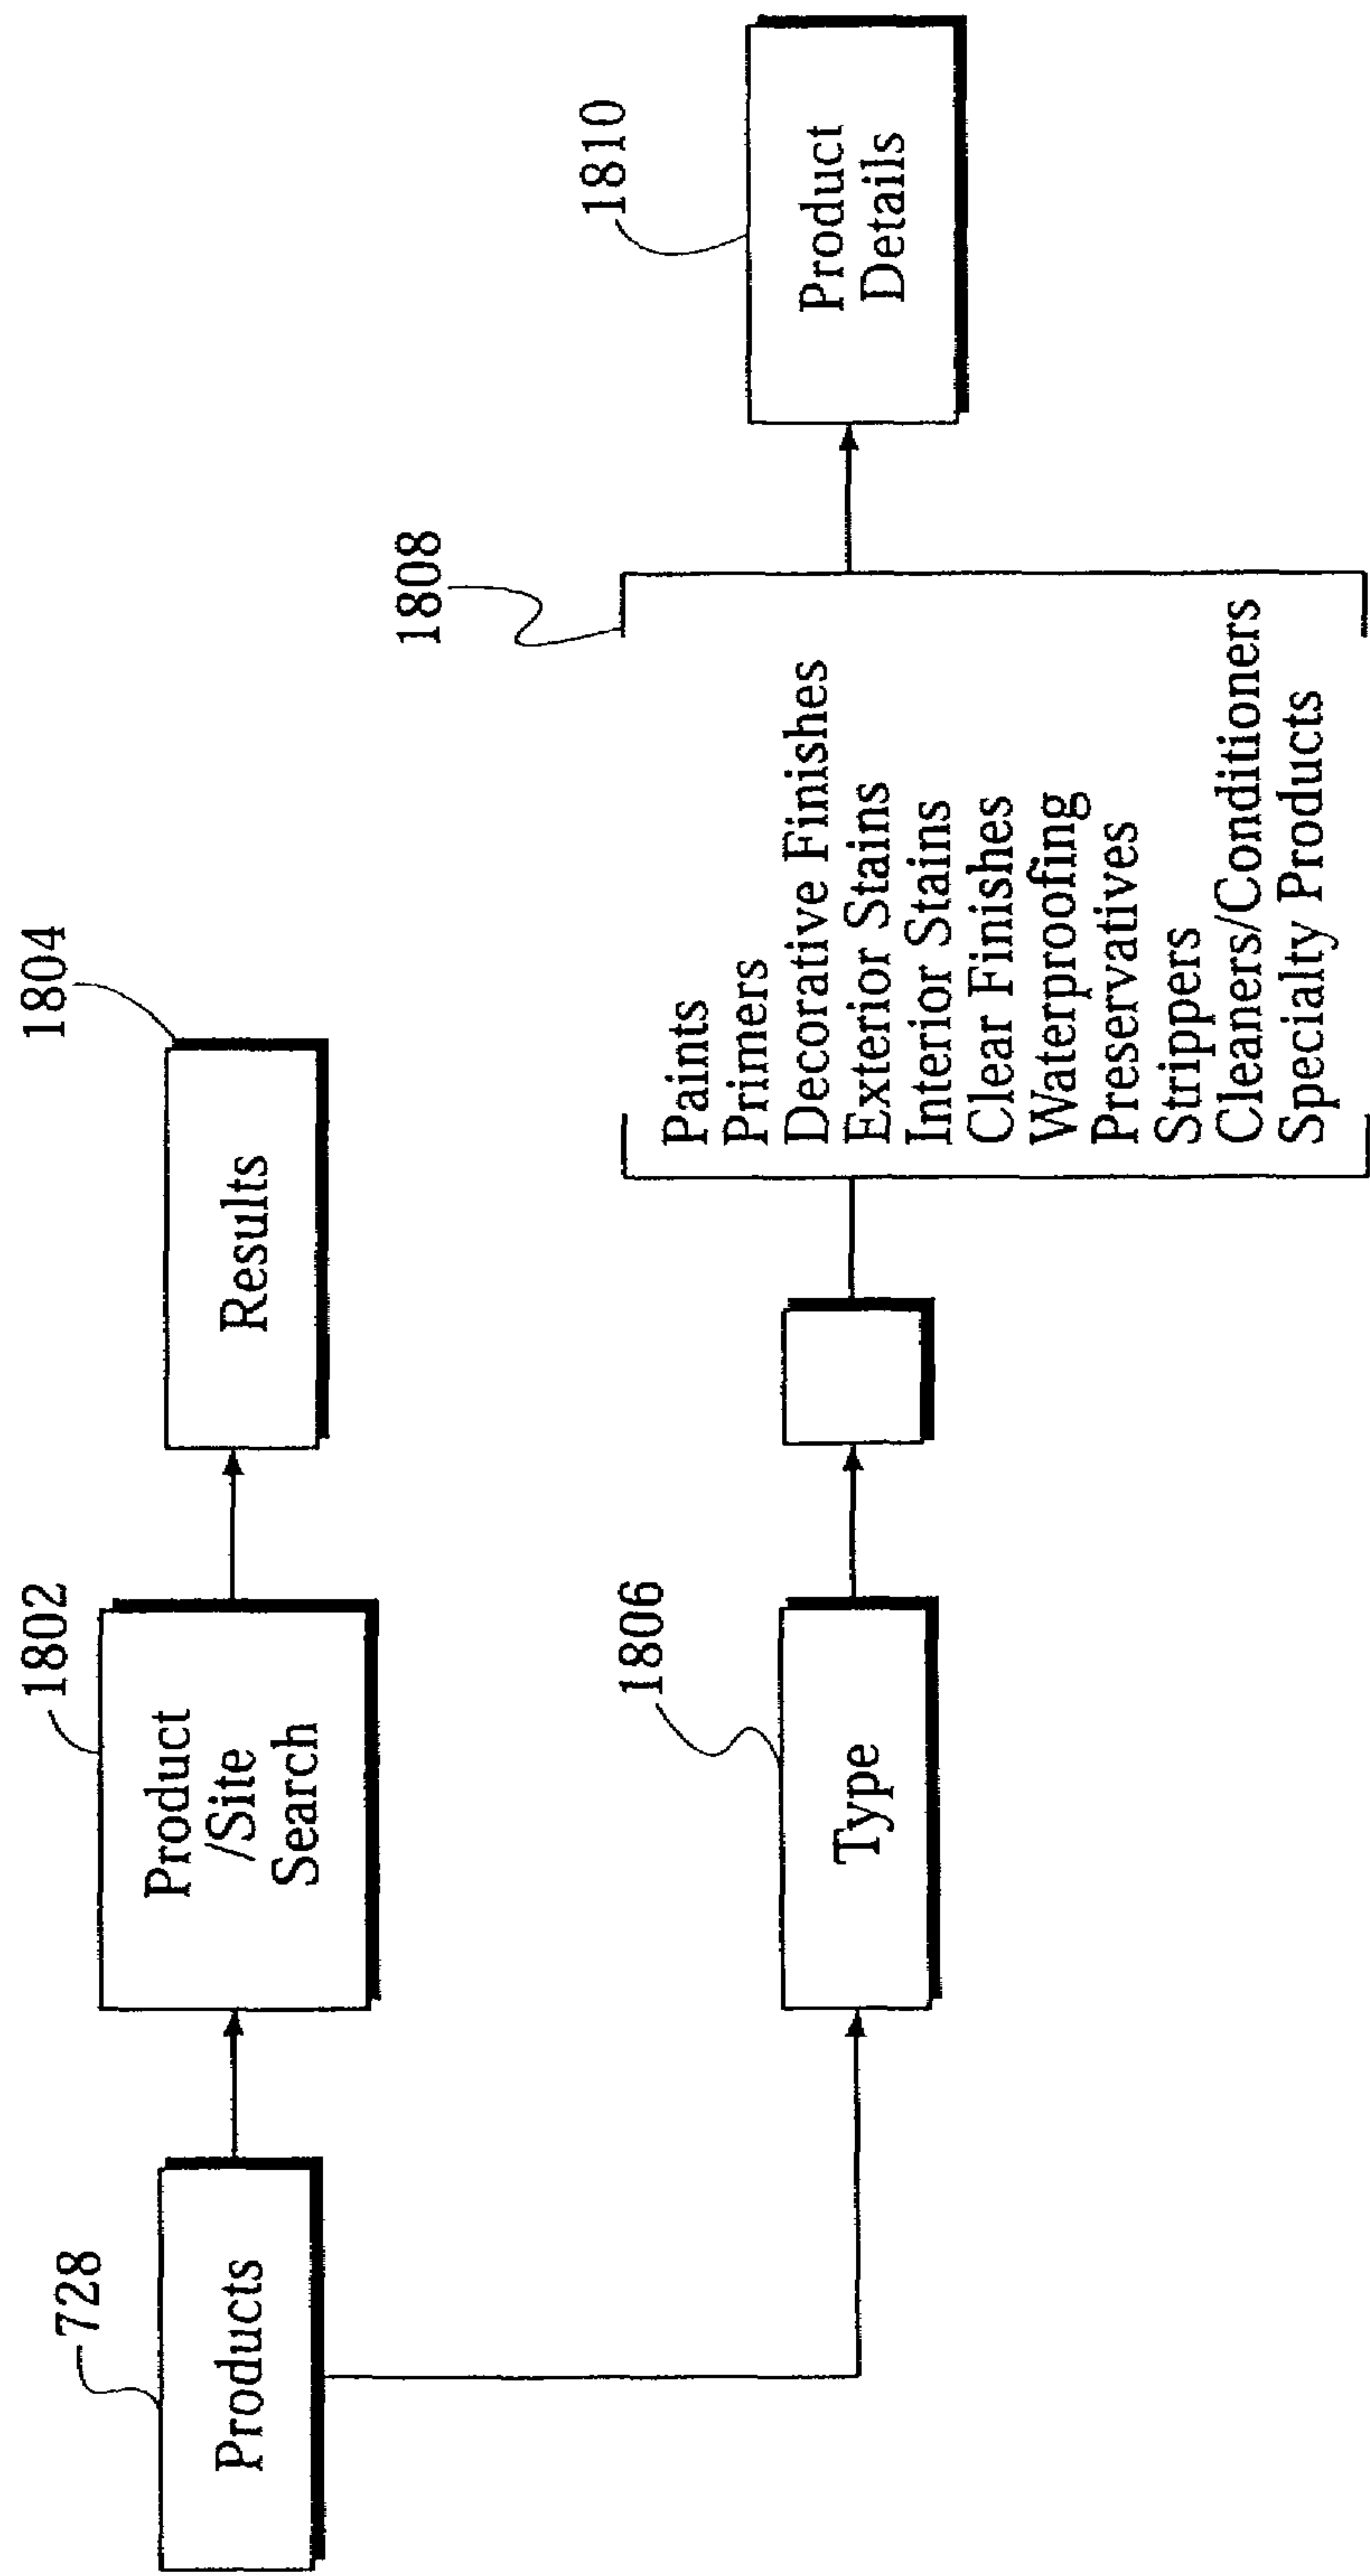 728
Products
1802
Product
/Site
Search
1804
Results
1806
Type
1808
Paints
Primers
Decorative Finishes
Exterior Stains
Interior Stains
Clear Finishes
Waterproofing
Preservatives
Strippers
Cleaners/Conditioners
Specialty Products
1810
Product
Details